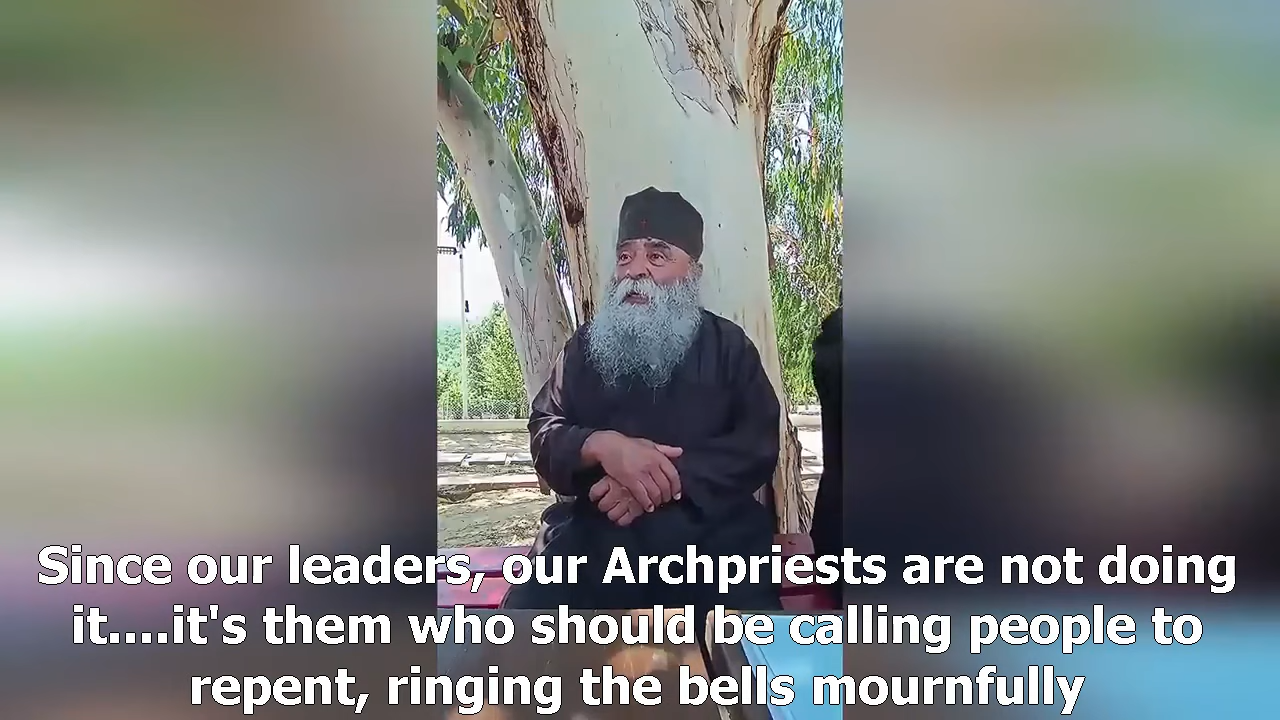 Since our leaders, our Archpriests are not doing
it....it's them who should be calling people to
repent, ringing the bells mournfully